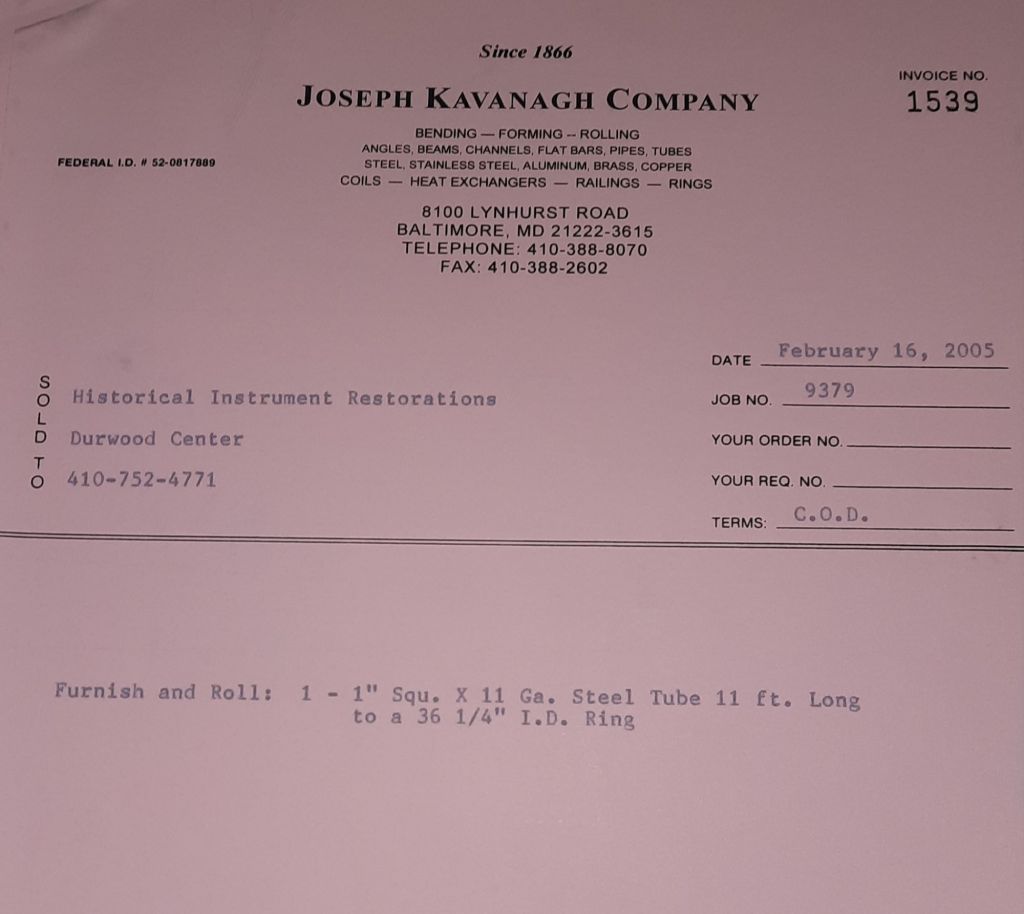 Since 1866
JOSEPH KAVANAGH COMPANY
INVOICE NO.
1539
BENDING — FORMING – ROLLING
ANGLES, BEAMS, CHANNELS, FLAT BARS, PIPES, TUBES
STEEL, STAINLESS STEEL, ALUMINUM, BRASS, COPPER
COILS — HEAT EXCHANGERS — RAILINGS — RINGS
FEDERAL I.D. # 52-0817889
8100 LYNHURST ROAD
BALTIMORE, MD 21222-3615
TELEPHONE: 410-388-8070
FAX: 410-388-2602
SOLD TO
Historical Instrument Restorations
Durwood Center
410-752-4771
DATE February 16, 2005
JOB NO. 9379
YOUR ORDER NO.
YOUR REQ. NO.
TERMS: C.O.D.
Furnish and Roll: 1 - 1" Squ. X 11 Ga. Steel Tube 11 ft. Long
to a 36 1/4" I.D. Ring